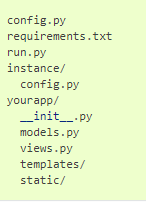 config.py
requirements.txt
run.py
instance/
config.py
yourapp/
__init__.py
models.py
views.py
templates/
static/